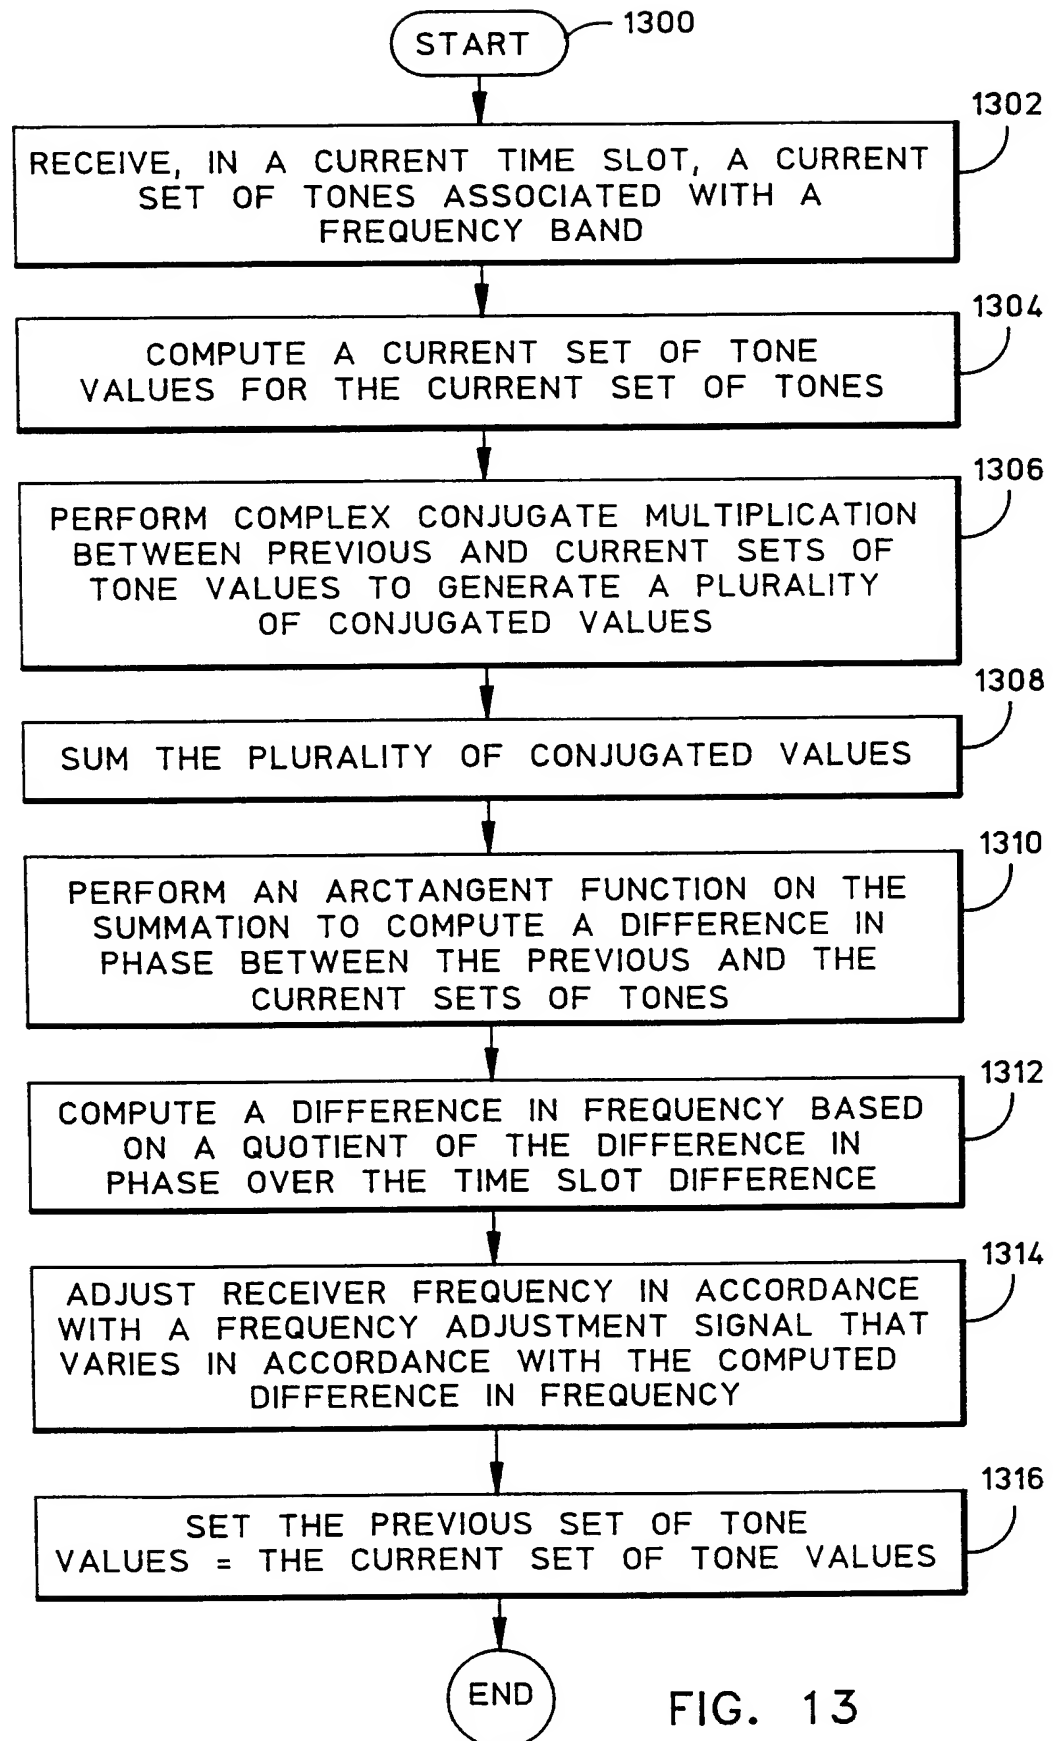 START
1300
1302
RECEIVE, IN A CURRENT TIME SLOT, A CURRENT
SET OF TONES ASSOCIATED WITH A
FREQUENCY BAND
1304
COMPUTE A CURRENT SET OF TONE
VALUES FOR THE CURRENT SET OF TONES
1306
PERFORM COMPLEX CONJUGATE MULTIPLICATION
BETWEEN PREVIOUS AND CURRENT SETS OF
TONE VALUES TO GENERATE A PLURALITY
OF CONJUGATED VALUES
1308
SUM THE PLURALITY OF CONJUGATED VALUES
1310
PERFORM AN ARCTANGENT FUNCTION ON THE
SUMMATION TO COMPUTE A DIFFERENCE IN
PHASE BETWEEN THE PREVIOUS AND THE
CURRENT SETS OF TONES
1312
COMPUTE A DIFFERENCE IN FREQUENCY BASED
ON A QUOTIENT OF THE DIFFERENCE IN
PHASE OVER THE TIME SLOT DIFFERENCE
1314
ADJUST RECEIVER FREQUENCY IN ACCORDANCE
WITH A FREQUENCY ADJUSTMENT SIGNAL THAT
VARIES IN ACCORDANCE WITH THE COMPUTED
DIFFERENCE IN FREQUENCY
1316
SET THE PREVIOUS SET OF TONE
VALUES = THE CURRENT SET OF TONE VALUES
END
FIG. 13